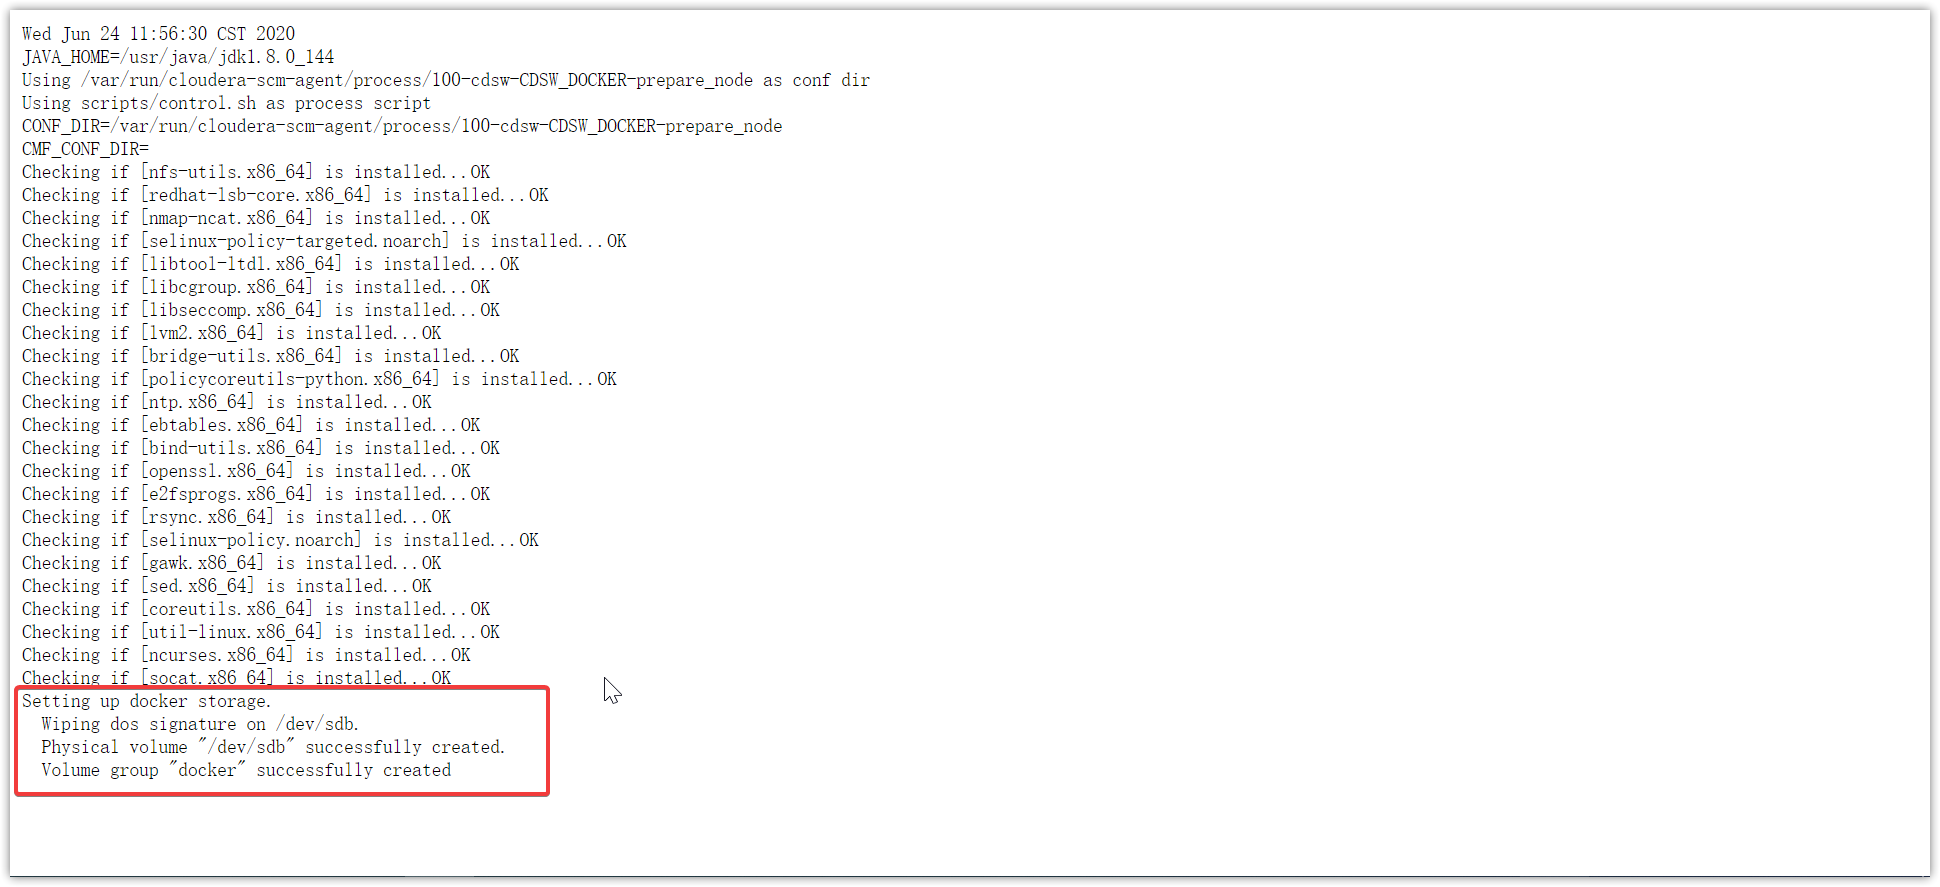 Wed Jun 24 11:56:30 CST 2020
JAVA_HOME=/usr/java/jdk1.8.0_144
Using /var/run/cloudera-scm-agent/process/100-cdsw-CDSW_DOCKER-prepare_node as conf dir
Using scripts/control.sh as process script
CONF_DIR=/var/run/cloudera-scm-agent/process/100-cdsw-CDSW_DOCKER-prepare_node
CMF_CONF_DIR=
Checking if [nfs-utils.x86_64] is installed...OK
Checking if [redhat-lsb-core.x86_64] is installed...OK
Checking if [nmap-ncat.x86_64] is installed...OK
Checking if [selinux-policy-targeted.noarch] is installed...OK
Checking if [libtool-ltdl.x86_64] is installed...OK
Checking if [libcgroup.x86_64] is installed...OK
Checking if [libseccomp.x86_64] is installed...OK
Checking if [lvm2.x86_64] is installed...OK
Checking if [bridge-utils.x86_64] is installed...OK
Checking if [policycoreutils-python.x86_64] is installed...OK
Checking if [ntp.x86_64] is installed...OK
Checking if [ebtables.x86_64] is installed...OK
Checking if [bind-utils.x86_64] is installed...OK
Checking if [openssl.x86_64] is installed...OK
Checking if [e2fsprogs.x86_64] is installed...OK
Checking if [rsync.x86_64] is installed...OK
Checking if [selinux-policy.noarch] is installed...OK
Checking if [gawk.x86_64] is installed...OK
Checking if [sed.x86_64] is installed...OK
Checking if [coreutils.x86_64] is installed...OK
Checking if [util-linux.x86_64] is installed...OK
Checking if [ncurses.x86_64] is installed...OK
Checking if [socat.x86_64] is installed...OK
Setting up docker storage.
Wiping dos signature on /dev/sdb.
Physical volume "/dev/sdb" successfully created.
Volume group "docker" successfully created